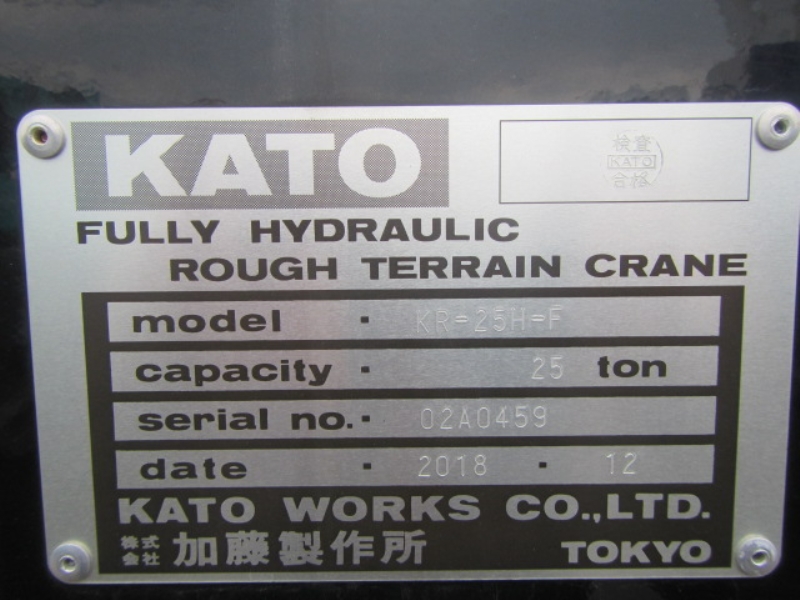 KATO
検査
KATO
合格
FULLY HYDRAULIC
ROUGH TERRAIN CRANE
model · KR-25H-F
capacity · 25 ton
serial no. · 02A0459
date · 2018 · 12
KATO WORKS CO.,LTD.
株式会社 加藤製作所 TOKYO